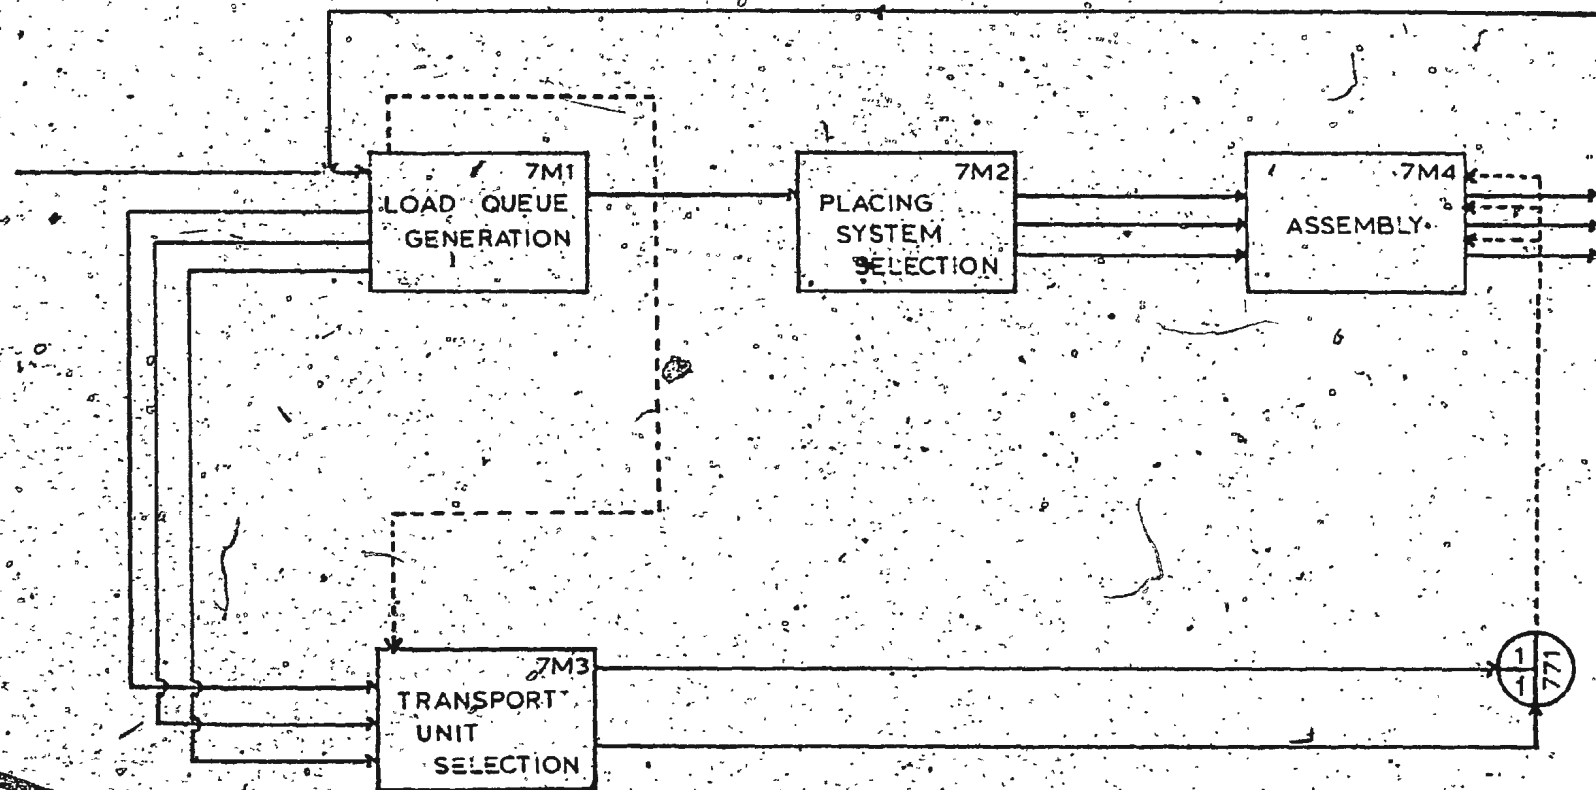 7M1
LOAD QUEUE
GENERATION
7M2
PLACING
SYSTEM
SELECTION
7M4
ASSEMBLY
7M3
TRANSPORT
UNIT
SELECTION
1
1
771